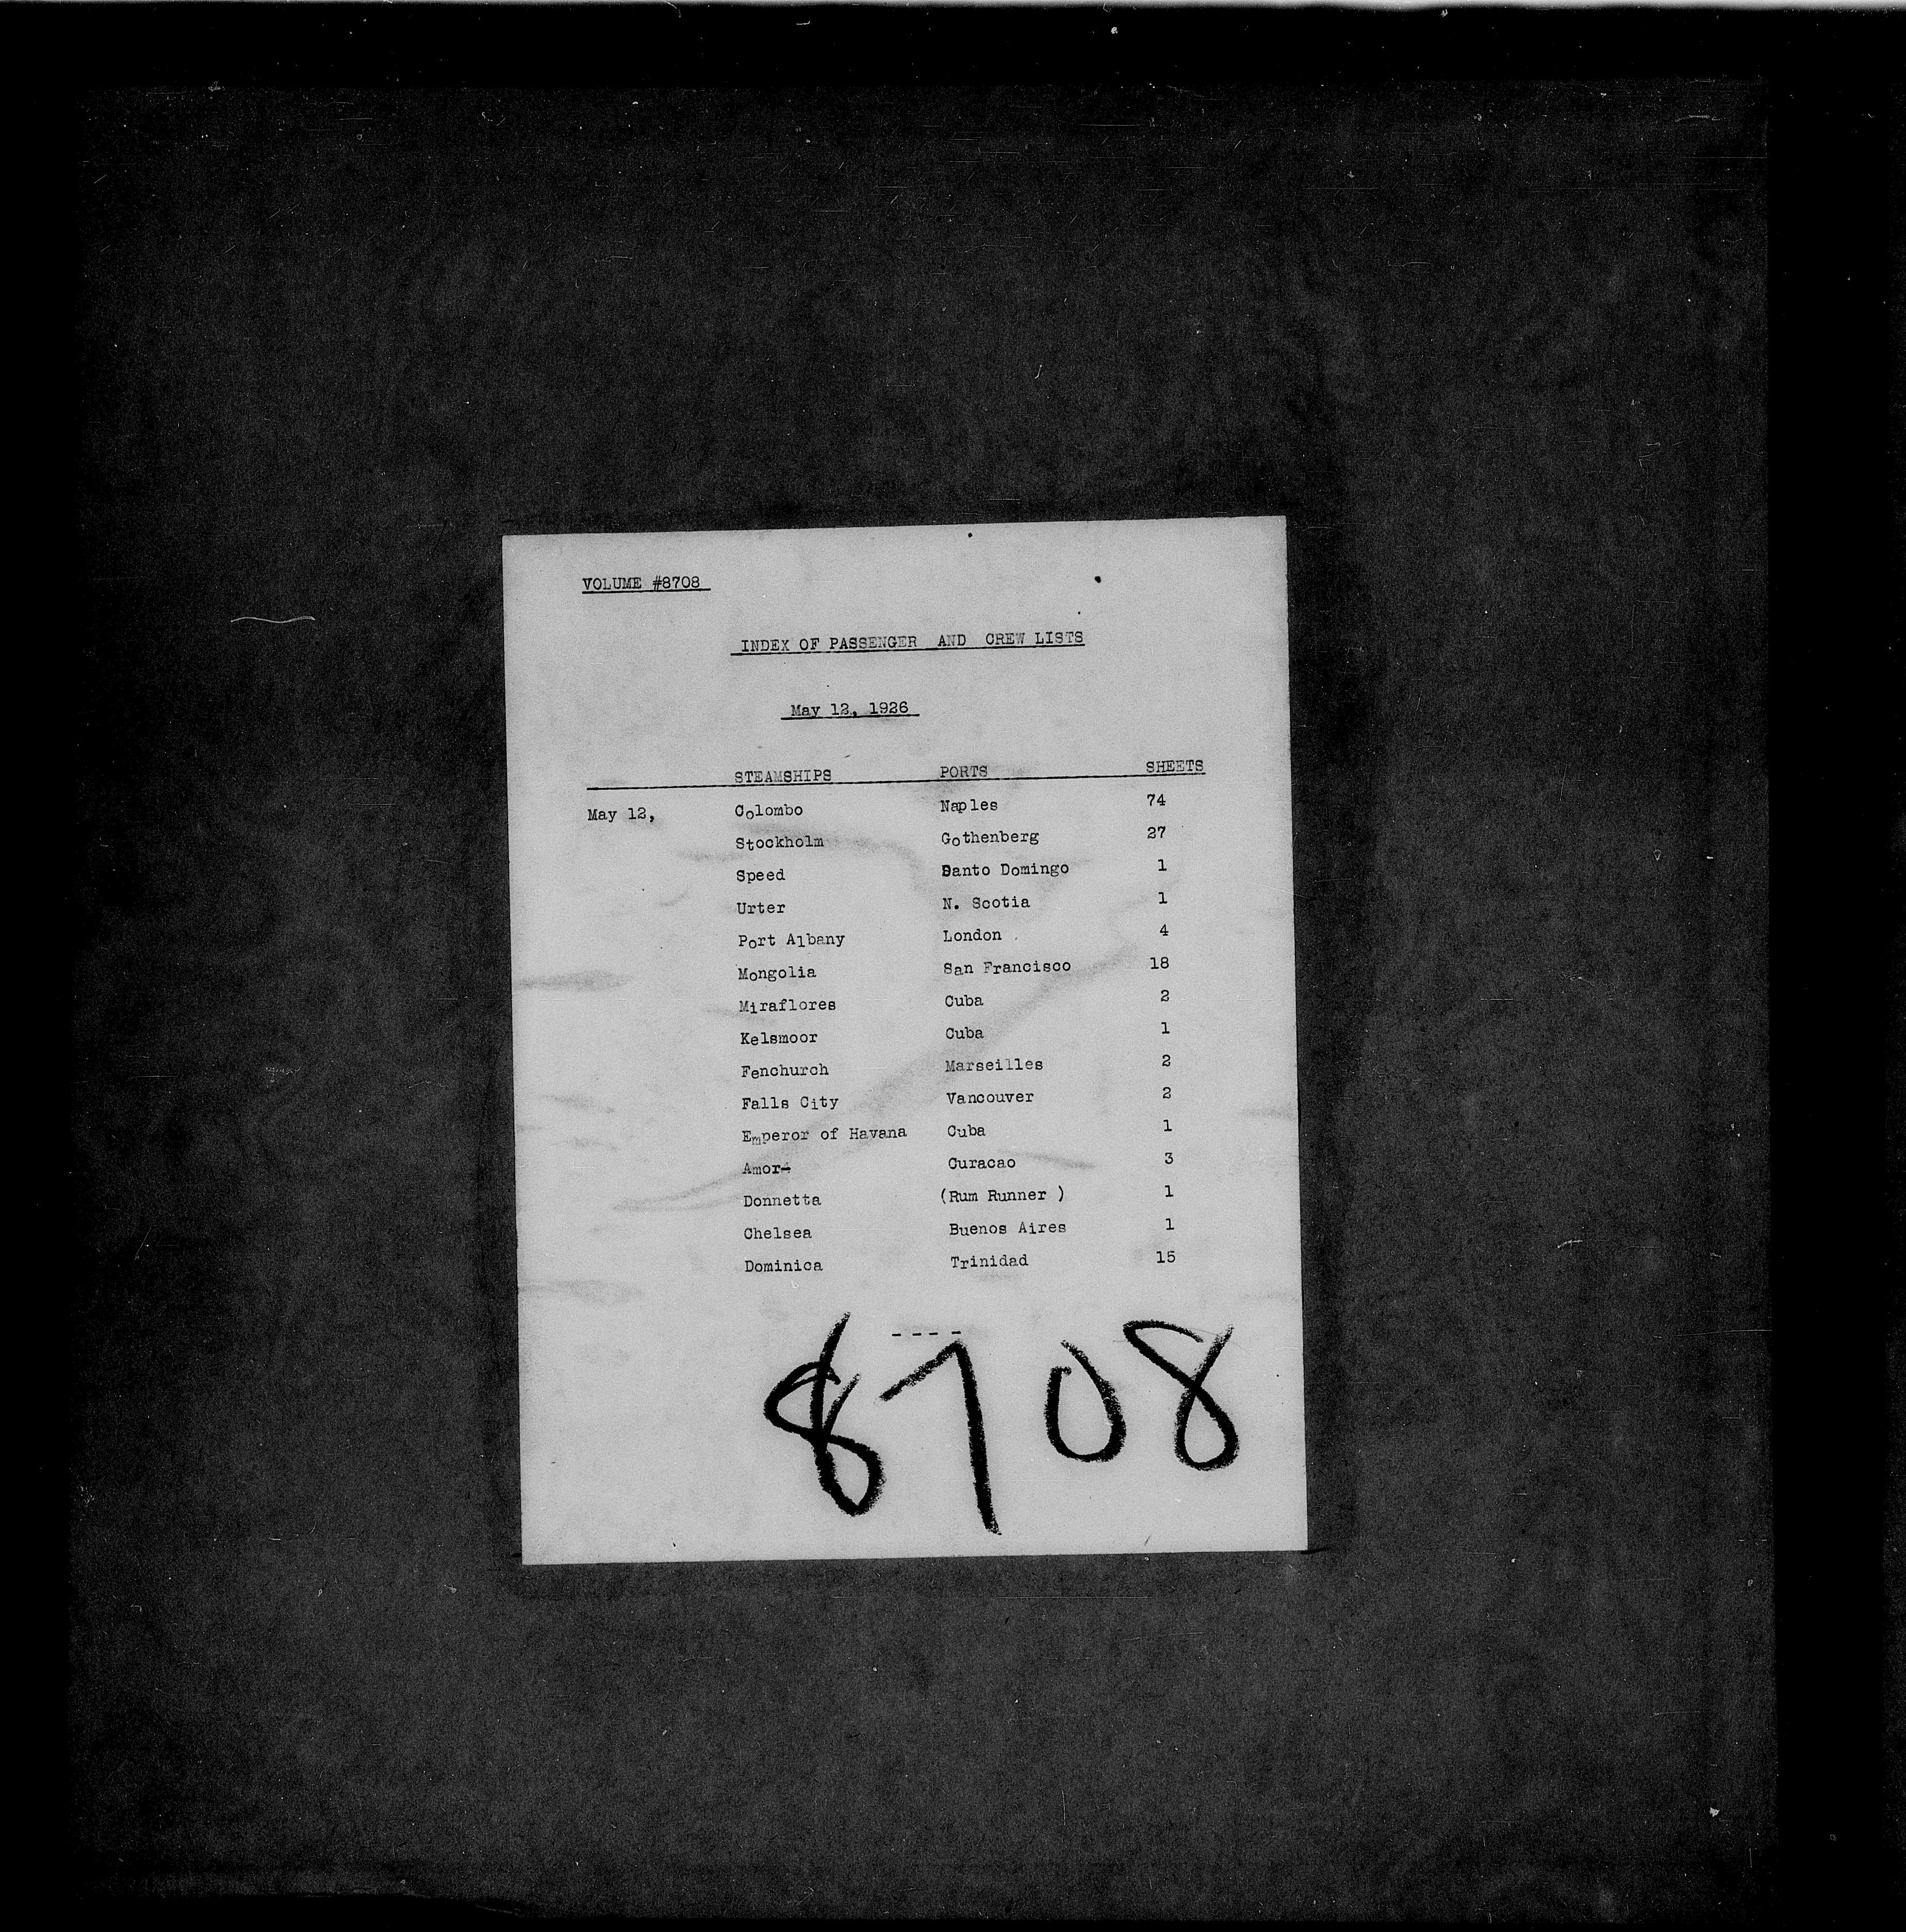 VOLUME #8708
INDEX OF PASSENGER AND CREW LISTS
May 12, 1926
STEAMSHIPS PORTS SHEETS
May 12, Colombo Naples 74
Stockholm Gothenberg 27
Speed Santo Domingo 1
Urter N. Scotia 1
Port Albany London 4
Mongolia San Francisco 18
Miraflores Cuba 2
Kelsmoor Cuba 1
Fenchurch Marseilles 2
Falls City Vancouver 2
Emperor of Havana Cuba 1
Amor Curacao 3
Donnetta (Rum Runner ) 1
Chelsea Buenos Aires 1
Dominica Trinidad 15
----
8708